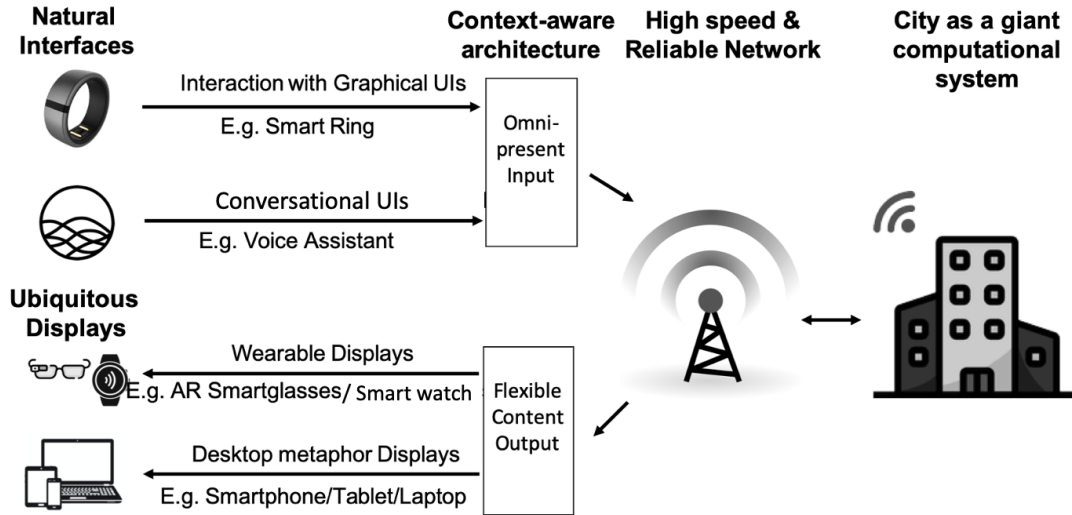 Natural
Interfaces
Context-aware
architecture
High speed &
Reliable Network
City as a giant
computational
system
Interaction with Graphical UIs
E.g. Smart Ring
Omni-
present
Input
Conversational UIs
E.g. Voice Assistant
Ubiquitous
Displays
Wearable Displays
E.g. AR Smartglasses/ Smart watch
Flexible
Content
Output
Desktop metaphor Displays
E.g. Smartphone/Tablet/Laptop